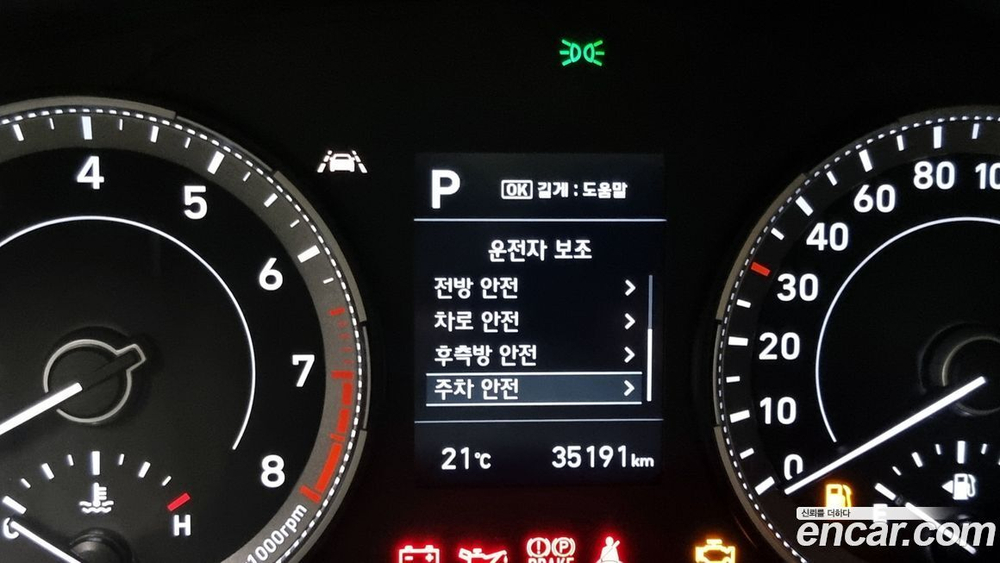 4
5
6
7
8
1000rpm
C
H
P
OK 길게 : 도움말
운전자 보조
전방 안전 >
차로 안전 >
후측방 안전 >
주차 안전 >
21℃ 35191km
BRAKE
0
10
20
30
40
60
80
E
신뢰를 더하다
encar.com